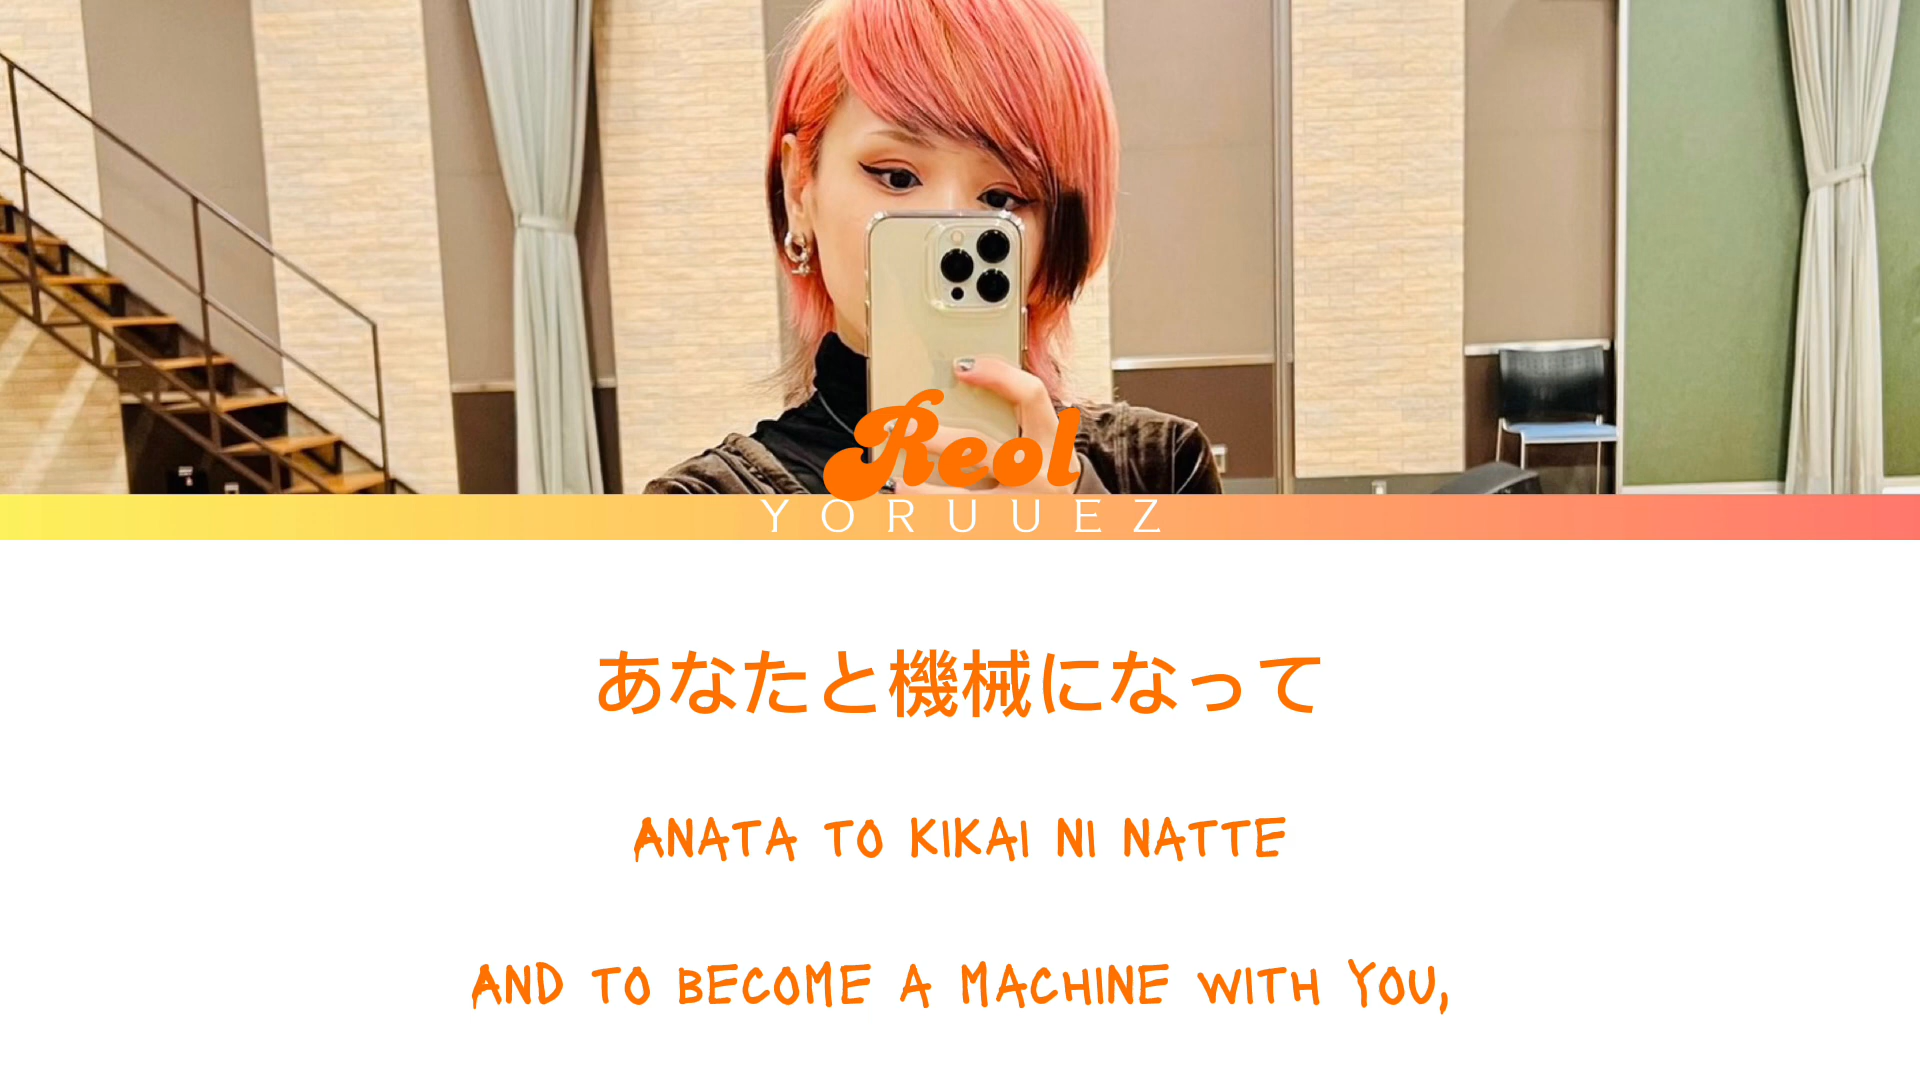 Reol
YORUUEZ
あなたと機械になって
ANATA TO KIKAI NI NATTE
AND TO BECOME A MACHINE WITH YOU,